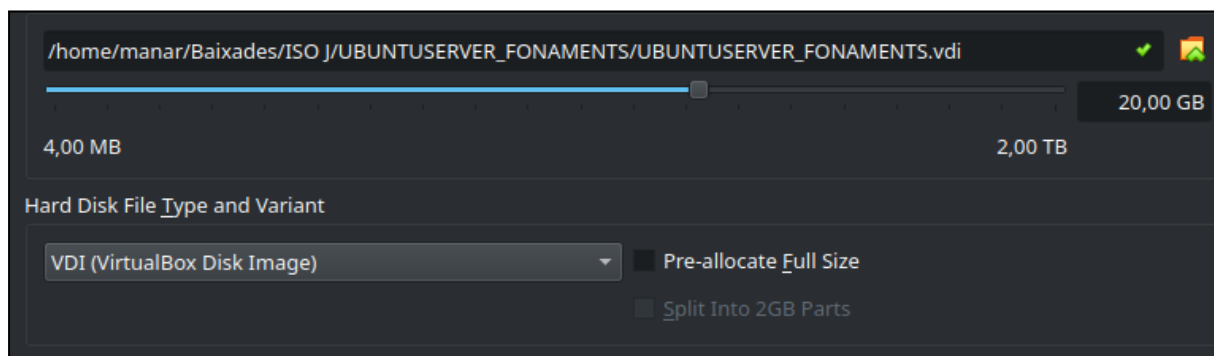 /home/manar/Baixades/ISO J/UBUNTUSERVER_FONAMENTS/UBUNTUSERVER_FONAMENTS.vdi
20,00 GB
4,00 MB 2,00 TB
Hard Disk File Type and Variant
VDI (VirtualBox Disk Image) Pre-allocate Full Size
Split Into 2GB Parts